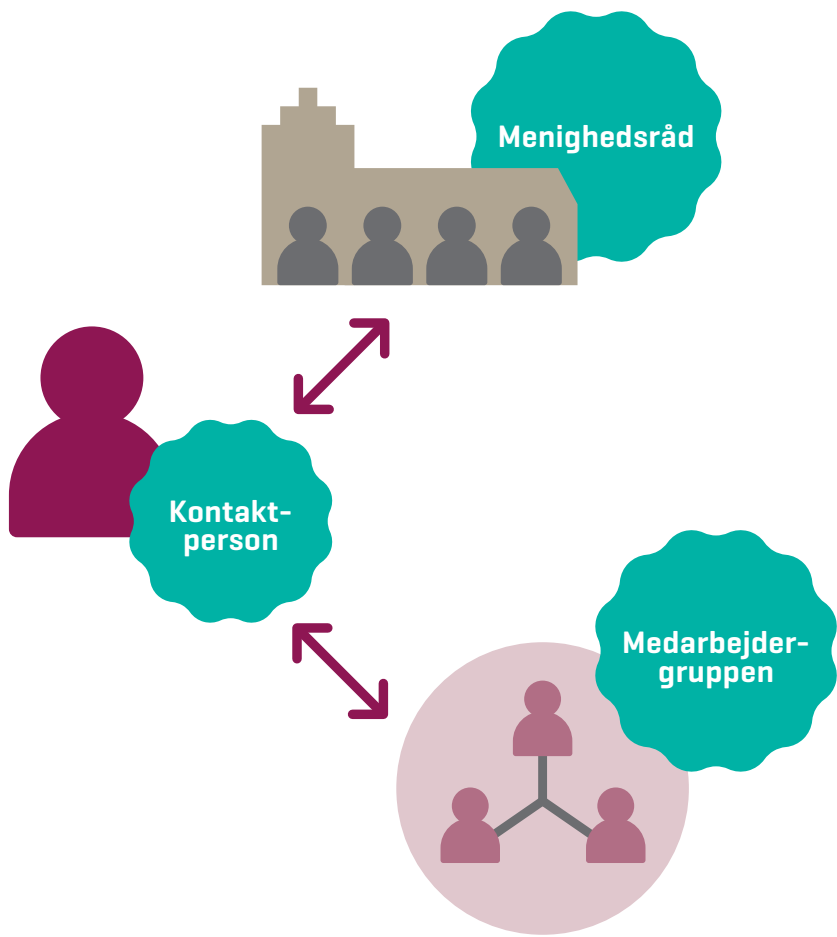 Menighedsråd
Kontakt-
person
Medarbejder-
gruppen